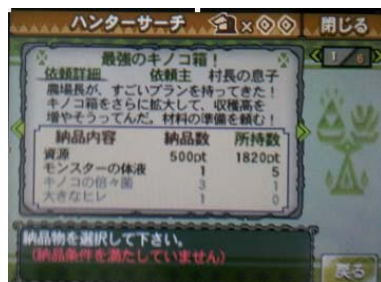 ハンターサーチ
×
閉じる
1/6
最強のキノコ箱！
依頼詳細 依頼主 村長の息子
農場長が、すごいプランを持ってきた！
キノコ箱をさらに拡大して、収穫高を
増やそうってんだ。材料の準備を頼む！
納品内容 納品数 所持数
資源 500pt 1820pt
モンスターの体液 1 5
キノコの倍々菌 3 1
大きなヒレ 1 0
納品物を選択して下さい。
(納品条件を満たしていません)
戻る